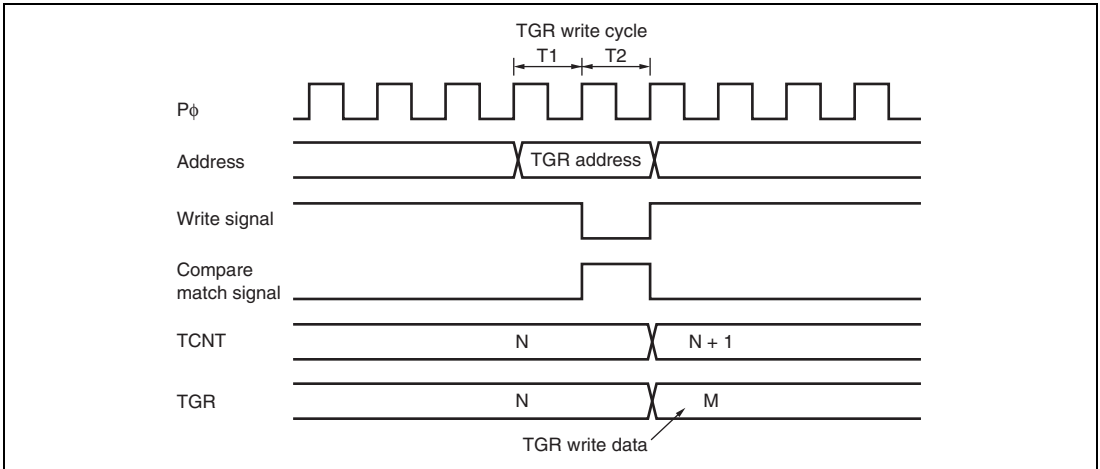 TGR write cycle
T1 T2
Pϕ
Address TGR address
Write signal
Compare
match signal
TCNT N N + 1
TGR N M
TGR write data